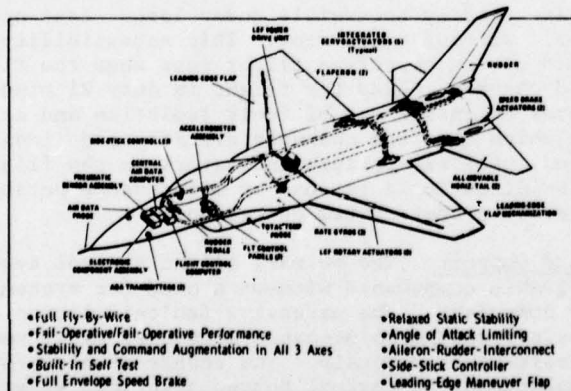 LEF POWER
DRIVE UNIT
INTEGRATED
SERVOACTUATORS (5)
(Typical)
RUDDER
FLAPERONS (2)
LEADING-EDGE FLAP
SPEED BRAKE
ACTUATORS (2)
ACCELEROMETER
ASSEMBLY
SIDE STICK CONTROLLER
CENTRAL
AIR DATA
COMPUTER
PNEUMATIC
ASSEMBLY
AIR DATA
PROBE
ALL-MOVABLE
HORIZ. TAIL (2)
LEADING-EDGE
FLAP MECHANIZATION
TOTAL TEMP PROBE
RATE GYROS (3)
LEF ROTARY ACTUATORS
FLT CONTROL
PANELS (2)
RUDDER
PEDALS
FLIGHT CONTROL
COMPUTER
ELECTRONIC
COMPONENT ASSEMBLY
AOA TRANSMITTERS (2)
• Full Fly-By-Wire
• Fail-Operative/Fail-Operative Performance
• Stability and Command Augmentation in All 3 Axes
• Built-In Self Test
• Full Envelope Speed Brake
• Relaxed Static Stability
• Angle of Attack Limiting
• Aileron-Rudder-Interconnect
• Side-Stick Controller
• Leading-Edge Maneuver Flap